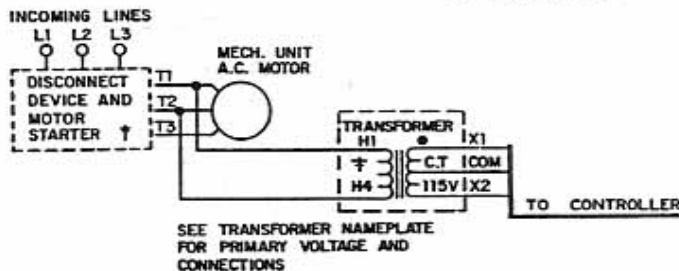 INCOMING LINES
L1 L2 L3
MECH. UNIT
A.C. MOTOR
DISCONNECT
DEVICE AND
MOTOR
STARTER †
T1
T2
T3
TRANSFORMER
H1
H4
C.T
115V
X1
COM
X2
TO CONTROLLER
SEE TRANSFORMER NAMEPLATE
FOR PRIMARY VOLTAGE AND
CONNECTIONS